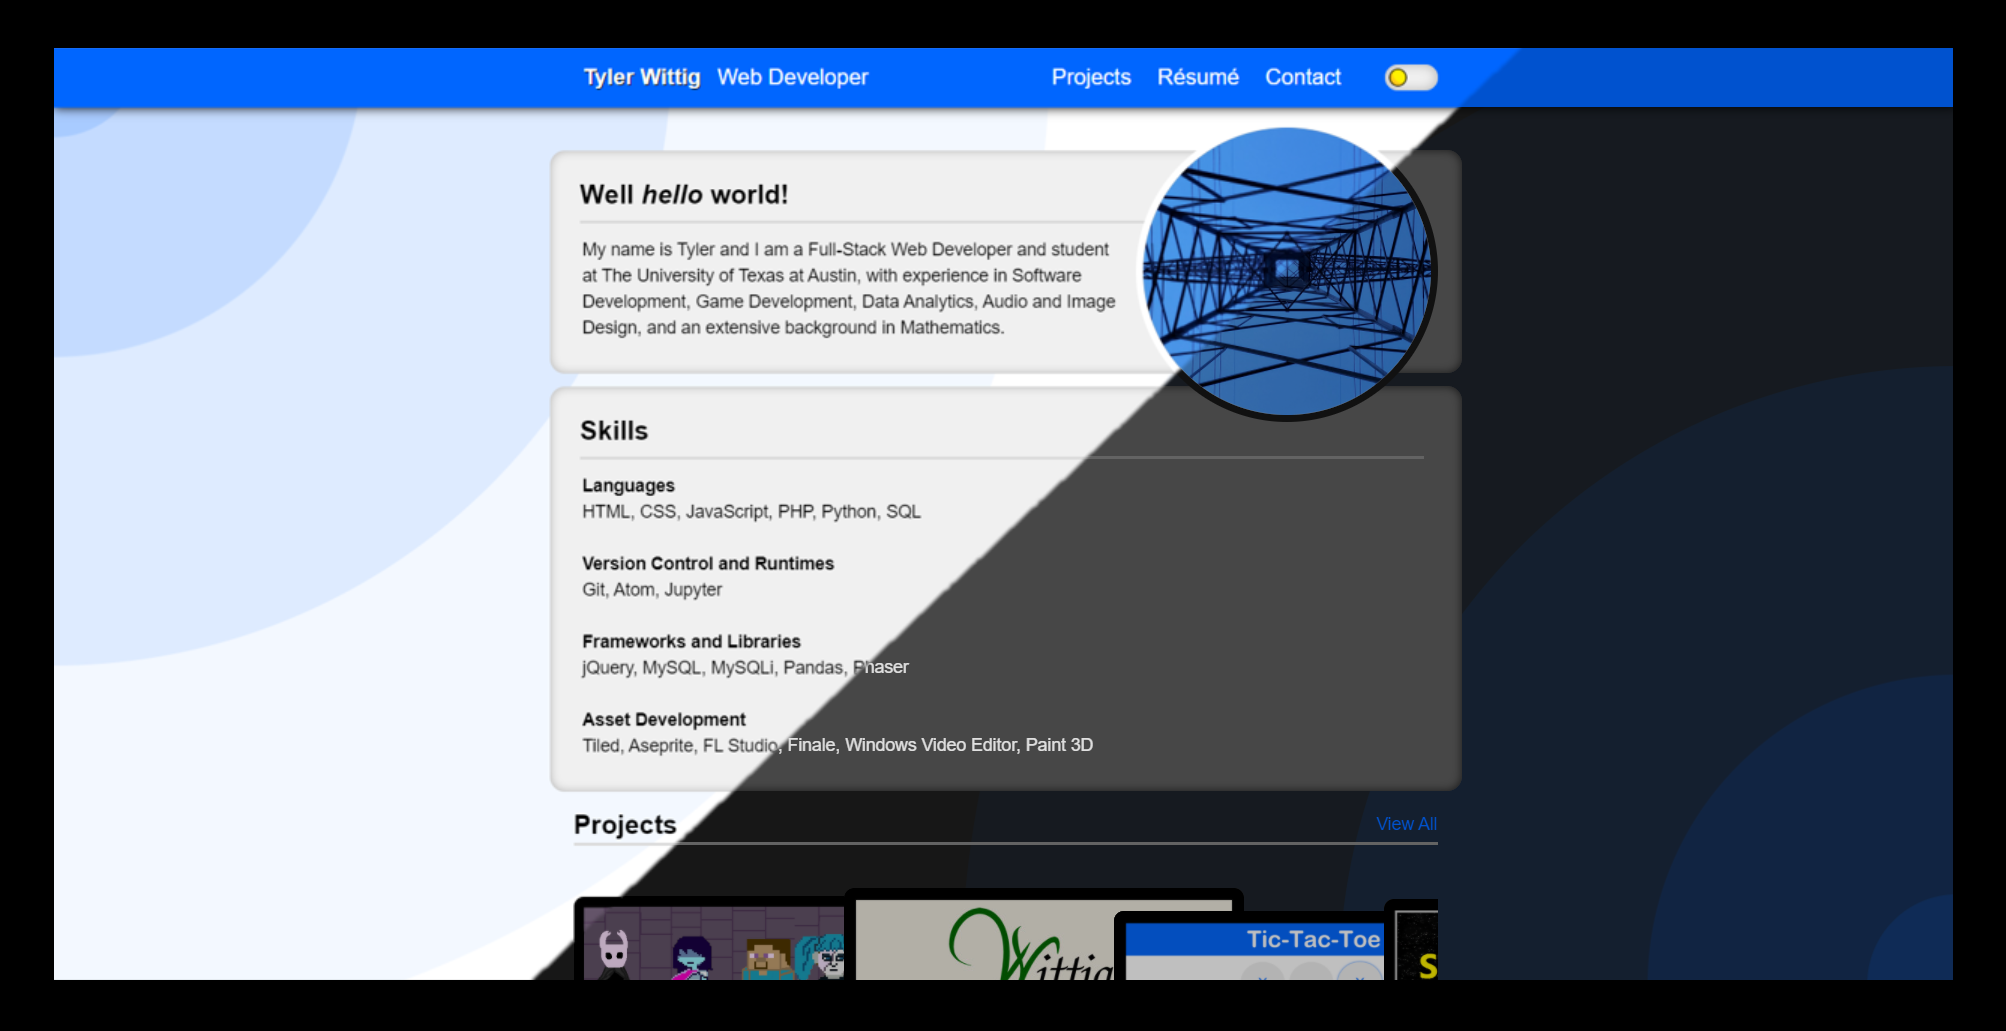 Tyler Wittig Web Developer Projects Résumé Contact
Well hello world!
My name is Tyler and I am a Full-Stack Web Developer and student
at The University of Texas at Austin, with experience in Software
Development, Game Development, Data Analytics, Audio and Image
Design, and an extensive background in Mathematics.
Skills
Languages
HTML, CSS, JavaScript, PHP, Python, SQL
Version Control and Runtimes
Git, Atom, Jupyter
Frameworks and Libraries
jQuery, MySQL, MySQLi, Pandas, Phaser
Asset Development
Tiled, Aseprite, FL Studio, Finale, Windows Video Editor, Paint 3D
Projects View All
Wittig
Tic-Tac-Toe
S